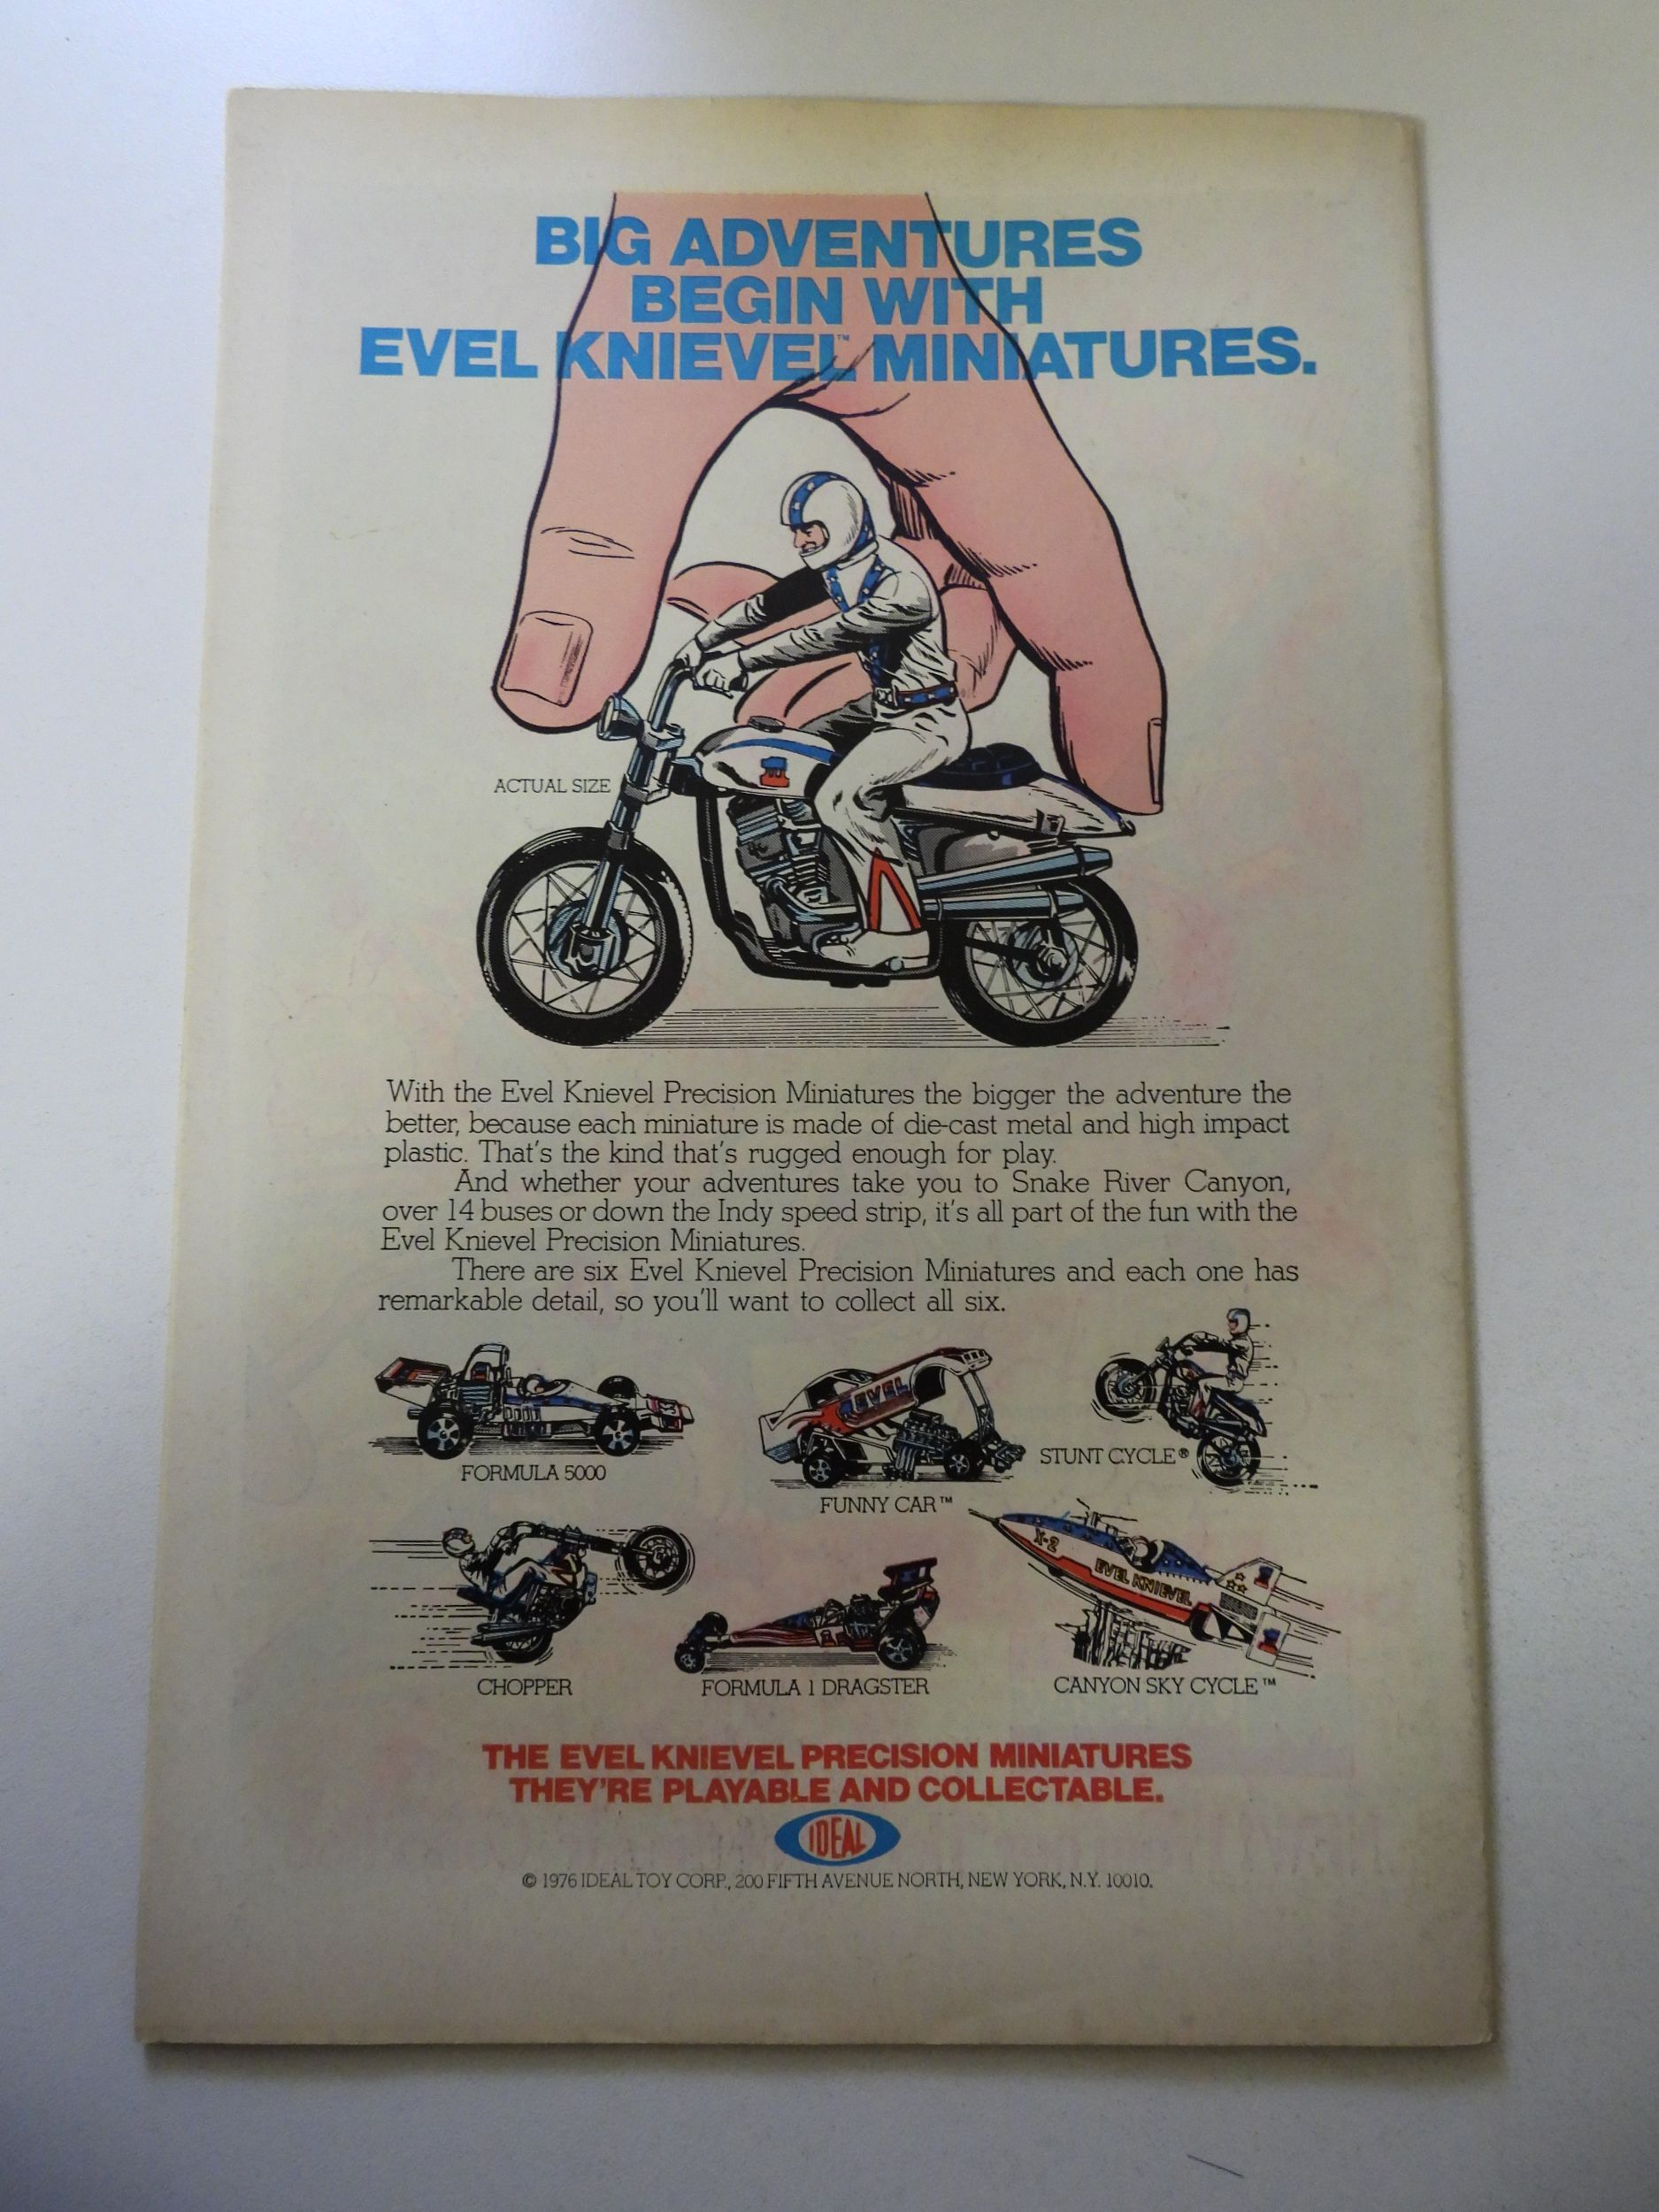 BIG ADVENTURES
BEGIN WITH
EVEL KNIEVEL™ MINIATURES.
ACTUAL SIZE
With the Evel Knievel Precision Miniatures the bigger the adventure the
better, because each miniature is made of die-cast metal and high impact
plastic. That's the kind that's rugged enough for play.
And whether your adventures take you to Snake River Canyon,
over 14 buses or down the Indy speed strip, it's all part of the fun with the
Evel Knievel Precision Miniatures.
There are six Evel Knievel Precision Miniatures and each one has
remarkable detail, so you'll want to collect all six.
EVEL
FORMULA 5000
FUNNY CAR™
STUNT CYCLE®
X-2
EVEL KNIEVEL
CHOPPER
FORMULA 1 DRAGSTER
CANYON SKY CYCLE™
THE EVEL KNIEVEL PRECISION MINIATURES
THEY'RE PLAYABLE AND COLLECTABLE.
IDEAL
© 1976 IDEAL TOY CORP., 200 FIFTH AVENUE NORTH, NEW YORK, N.Y. 10010.